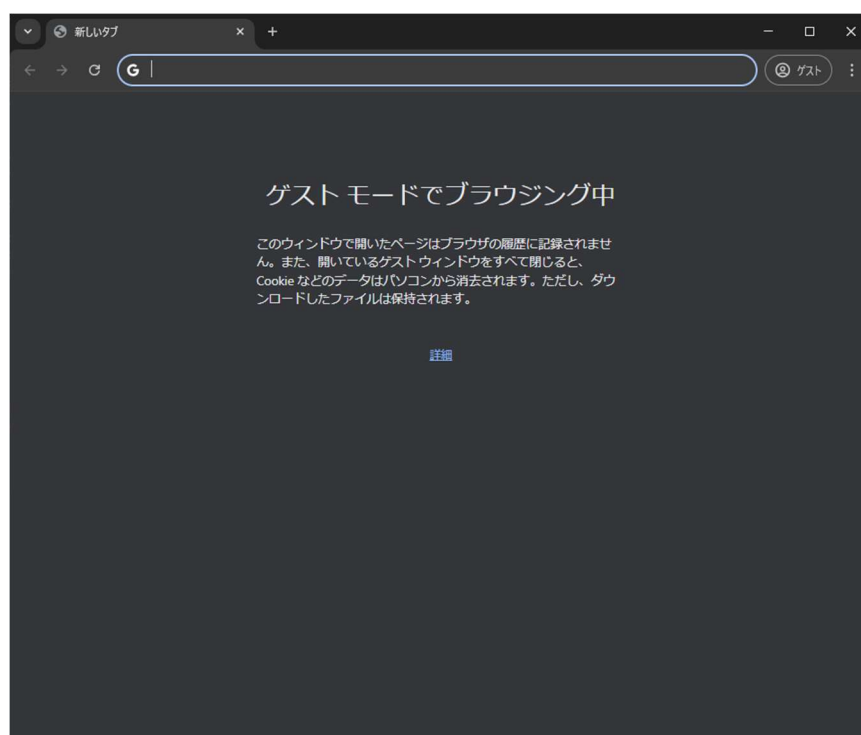 新しいタブ
G
ゲスト
ゲスト モードでブラウジング中
このウィンドウで開いたページはブラウザの履歴に記録されませ
ん。また、開いているゲスト ウィンドウをすべて閉じると、
Cookie などのデータはパソコンから消去されます。ただし、ダウ
ンロードしたファイルは保持されます。
詳細